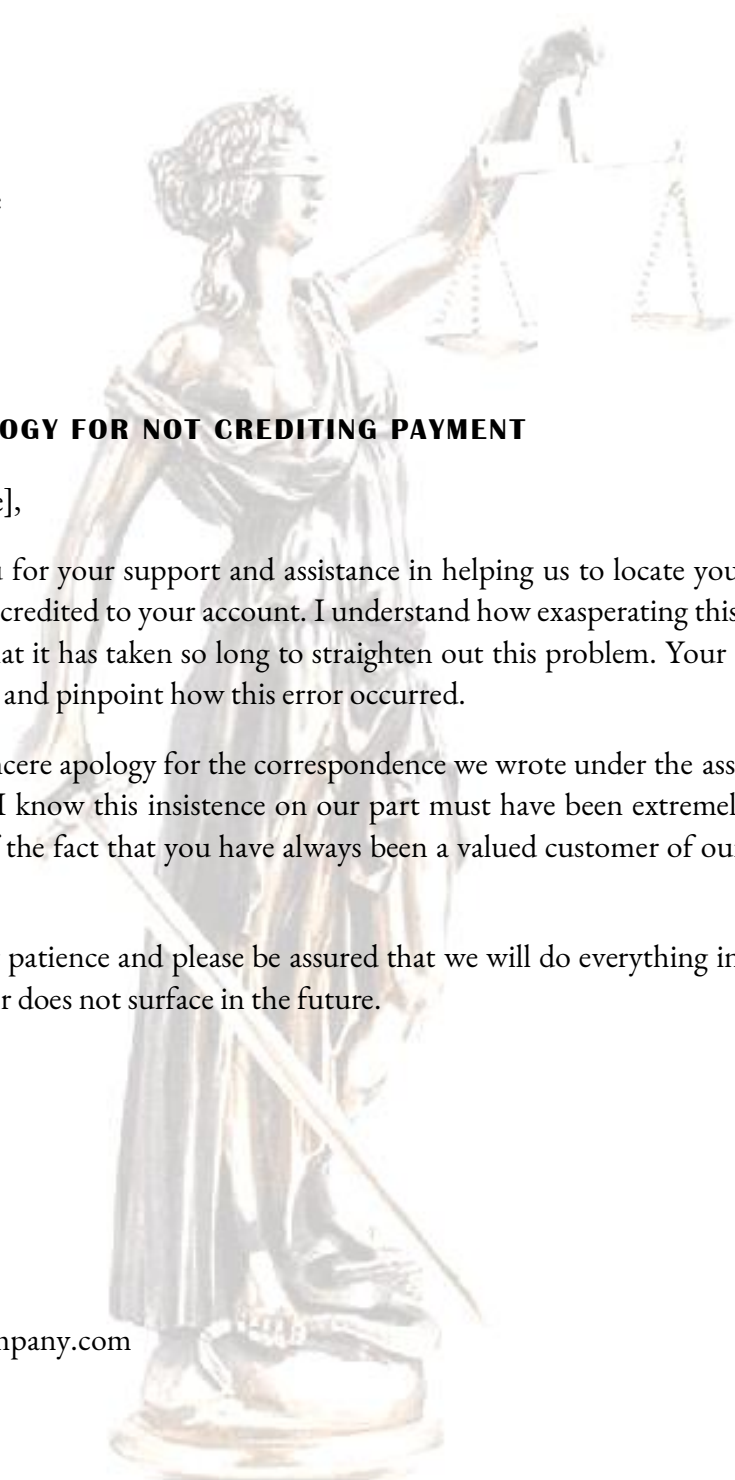 OGY FOR NOT CREDITING PAYMENT
e],
u for your support and assistance in helping us to locate you
credited to your account. I understand how exasperating this
at it has taken so long to straighten out this problem. Your
and pinpoint how this error occurred.
ncere apology for the correspondence we wrote under the ass
I know this insistence on our part must have been extremel
f the fact that you have always been a valued customer of ou
patience and please be assured that we will do everything in
r does not surface in the future.
mpany.com